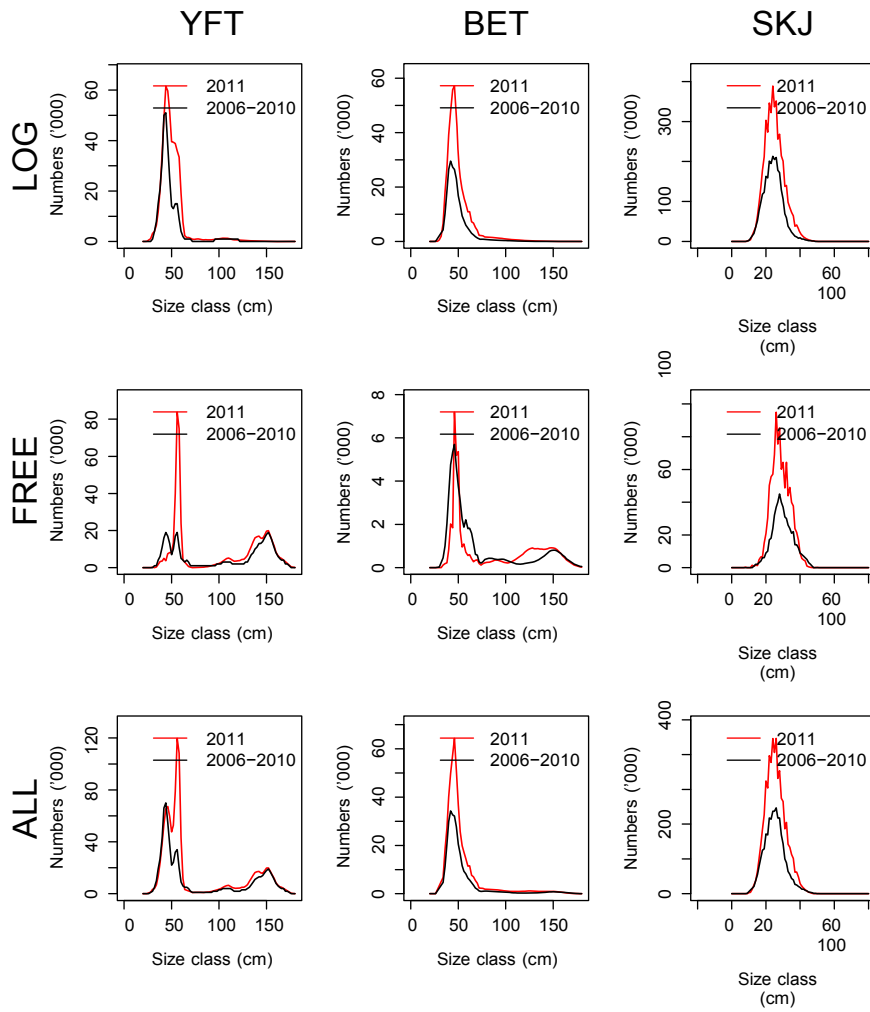 YFT BET SKJ
LOG
Numbers ('000)
0 20 40 60
2011
2006−2010
0 50 100 150
Size class (cm)
Numbers ('000)
0 10 20 30 40 50 60
2011
2006−2010
0 50 100 150
Size class (cm)
Numbers ('000)
0 100 300
2011
2006−2010
0 20 60
100
Size class
(cm)
FREE
Numbers ('000)
0 20 40 60 80
2011
2006−2010
0 50 100 150
Size class (cm)
Numbers ('000)
0 2 4 6 8
2011
2006−2010
0 50 100 150
Size class (cm)
Numbers ('000)
0 20 60 100
2011
2006−2010
0 20 60
100
Size class
(cm)
ALL
Numbers ('000)
0 40 80 120
2011
2006−2010
0 50 100 150
Size class (cm)
Numbers ('000)
0 20 40 60
2011
2006−2010
0 50 100 150
Size class (cm)
Numbers ('000)
0 200 400
2011
2006−2010
0 20 60
100
Size class
(cm)